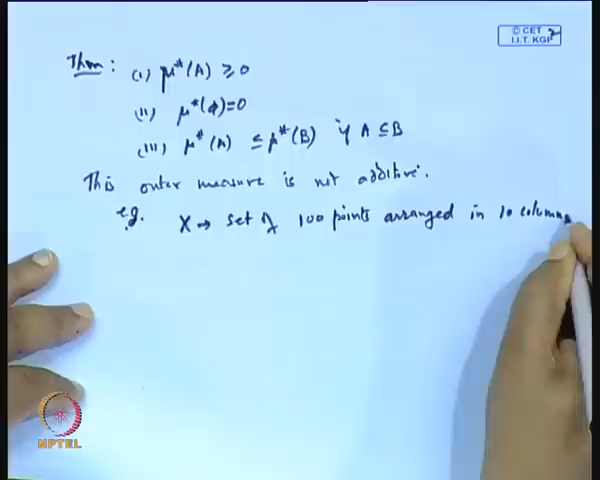 © CET
I.I.T. KGP
2
Thm : (i) μ*(A) ≥ 0
(ii) μ*(ϕ)=0
(iii) μ*(A) ≤ μ*(B) if A ⊆ B
This outer measure is not additive.
e.g. X → set of 100 points arranged in 10 columns
NPTEL